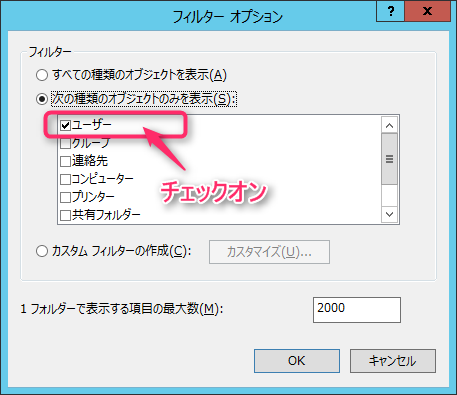 フィルター オプション
フィルター
すべての種類のオブジェクトを表示(A)
次の種類のオブジェクトのみを表示(S):
ユーザー
グループ
連絡先
コンピューター
プリンター
共有フォルダー
チェックオン
カスタム フィルターの作成(C):
カスタマイズ(U)...
1 フォルダーで表示する項目の最大数(M):
2000
OK
キャンセル